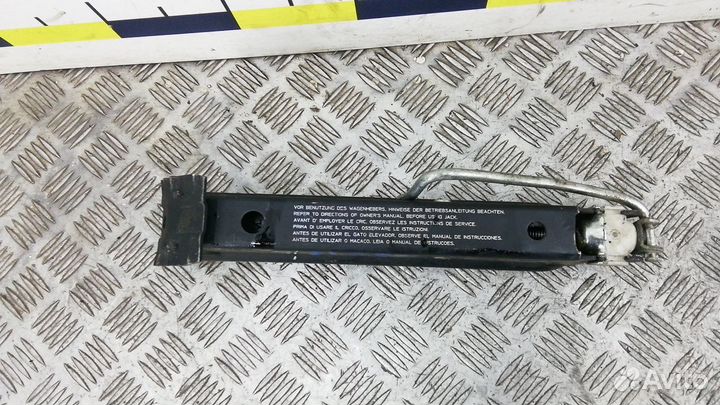 VOR BENUTZUNG DES WAGENHEBERS, HINWEISE DER BETRIEBSANLEITUNG BEACHTEN.
REFER TO DIRECTIONS OF OWNER'S MANUAL, BEFORE US G JACK.
AVANT D' EMPLOYER LE CRIC, OBSERVEZ LES INSTRUCTIONS DE SERVICE.
PRIMA DI USARE IL CRICCO, OSSERVARE LE ISTRUZIONI.
ANTES DE UTILIZAR EL GATO ELEVADOR, OBSERVE EL MANUAL DE INSTRUCCIONES.
ANTES DE UTILIZAR O MACACO, LEIA O MANUAL DE INSTRUCOES.
Avito